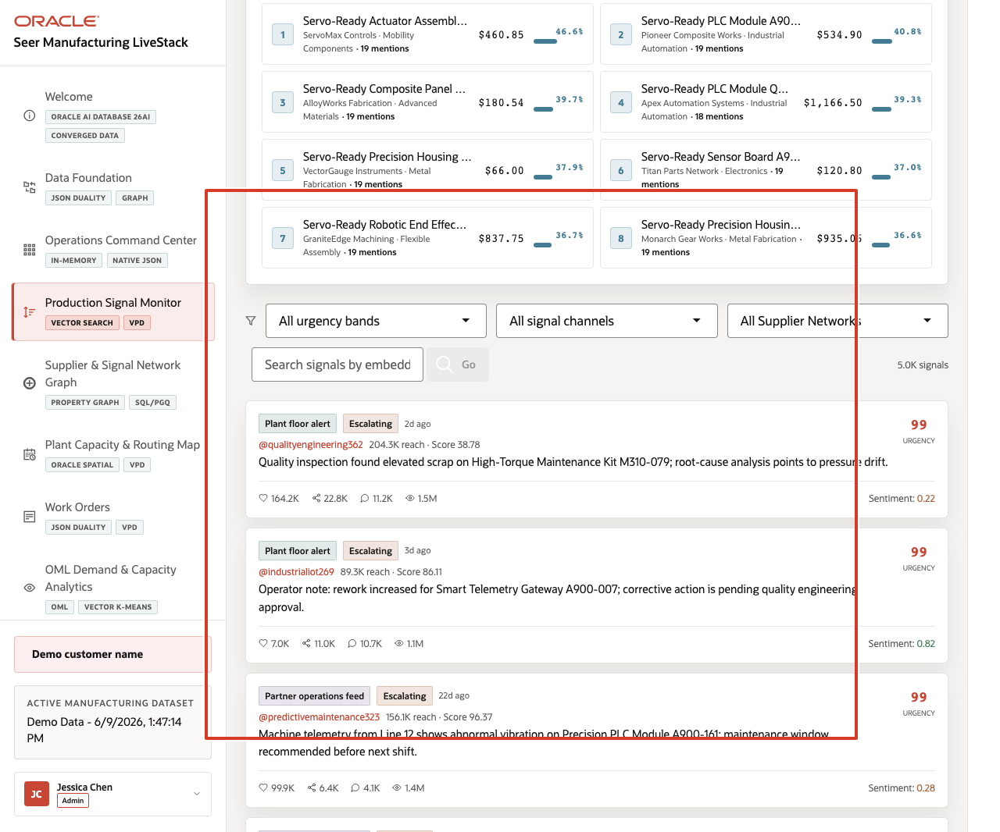 ORACLE
Seer Manufacturing LiveStack
Welcome
ORACLE AI DATABASE 26AI
CONVERGED DATA
Data Foundation
JSON DUALITY GRAPH
Operations Command Center
IN-MEMORY NATIVE JSON
Production Signal Monitor
VECTOR SEARCH VPD
Supplier & Signal Network
Graph
PROPERTY GRAPH SQL/PGQ
Plant Capacity & Routing Map
ORACLE SPATIAL VPD
Work Orders
JSON DUALITY VPD
OML Demand & Capacity
Analytics
OML VECTOR K-MEANS
Demo customer name
ACTIVE MANUFACTURING DATASET
Demo Data - 6/9/2026, 1:47:14
PM
JC Jessica Chen
Admin
1 Servo-Ready Actuator Assembl...
ServoMax Controls · Mobility
Components · 19 mentions
$460.85 46.6%
2 Servo-Ready PLC Module A90...
Pioneer Composite Works · Industrial
Automation · 19 mentions
$534.90 40.8%
3 Servo-Ready Composite Panel ...
AlloyWorks Fabrication · Advanced
Materials · 19 mentions
$180.54 39.7%
4 Servo-Ready PLC Module Q...
Apex Automation Systems · Industrial
Automation · 18 mentions
$1,166.50 39.3%
5 Servo-Ready Precision Housing ...
VectorGauge Instruments · Metal
Fabrication · 19 mentions
$66.00 37.9%
6 Servo-Ready Sensor Board A9...
Titan Parts Network · Electronics · 19
mentions
$120.80 37.0%
7 Servo-Ready Robotic End Effec...
GraniteEdge Machining · Flexible
Assembly · 19 mentions
$837.75 36.7%
8 Servo-Ready Precision Housin...
Monarch Gear Works · Metal Fabrication ·
19 mentions
$935.05 36.6%
All urgency bands All signal channels All Supplier Networks
Search signals by embedd Go 5.0K signals
Plant floor alert Escalating 2d ago 99
URGENCY
@qualityengineering362 204.3K reach · Score 38.78
Quality inspection found elevated scrap on High-Torque Maintenance Kit M310-079; root-cause analysis points to pressure drift.
164.2K 22.8K 11.2K 1.5M Sentiment: 0.22
Plant floor alert Escalating 3d ago 99
URGENCY
@industrialiot269 89.3K reach · Score 86.11
Operator note: rework increased for Smart Telemetry Gateway A900-007; corrective action is pending quality engineering
approval.
7.0K 11.0K 10.7K 1.1M Sentiment: 0.82
Partner operations feed Escalating 22d ago 99
URGENCY
@predictivemaintenance323 156.1K reach · Score 96.37
Machine telemetry from Line 12 shows abnormal vibration on Precision PLC Module A900-161; maintenance window
recommended before next shift.
99.9K 6.4K 4.1K 1.4M Sentiment: 0.28